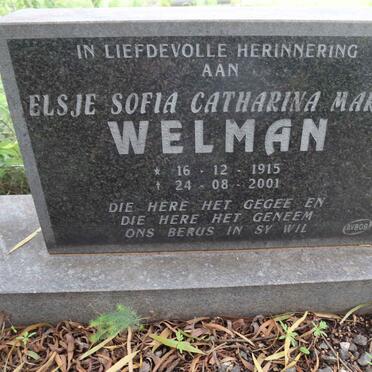 IN LIEFDEVOLLE HERINNERING
AAN
ELSJE SOFIA CATHARINA
WELMAN
* 16 - 12 - 1915
† 24 - 08 - 2001
DIE HERE HET GEGEE EN
DIE HERE HET GENEEM
ONS BERUS IN SY WIL